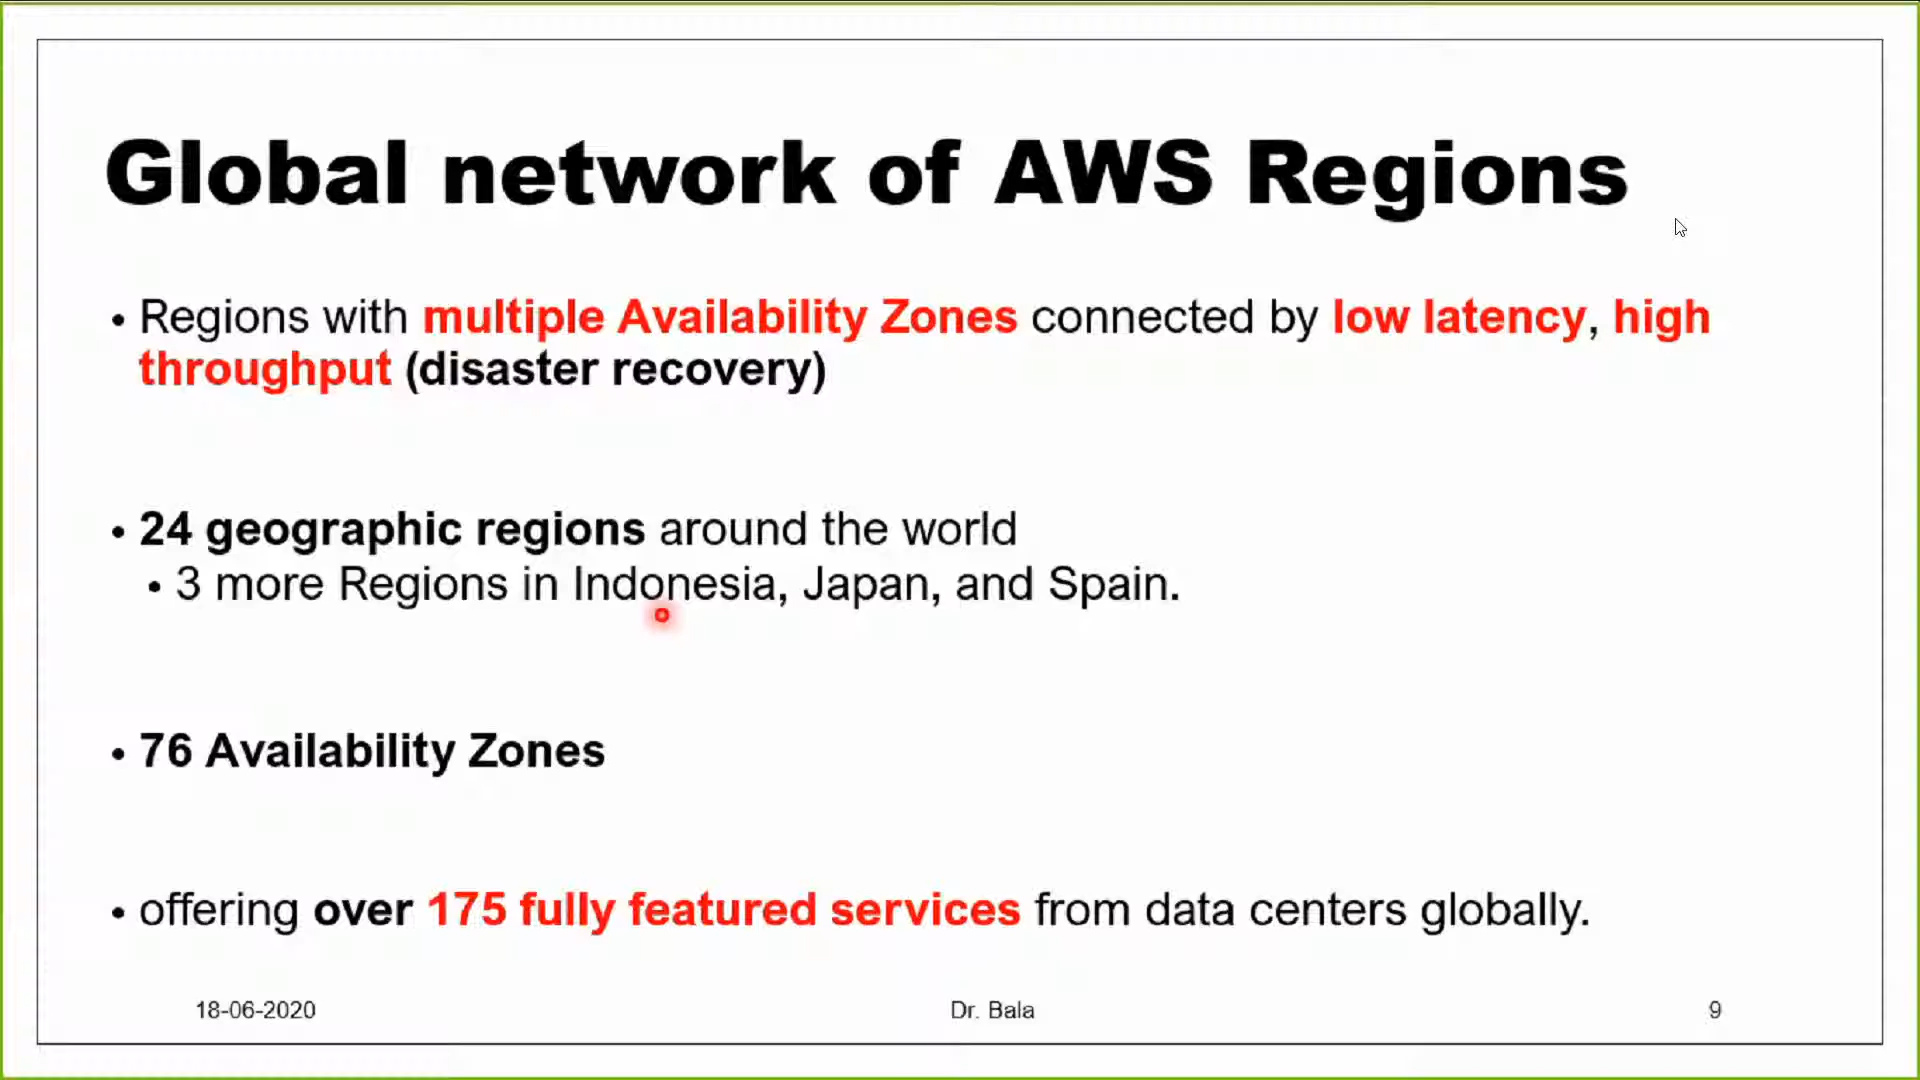 Global network of AWS Regions
• Regions with multiple Availability Zones connected by low latency, high
throughput (disaster recovery)
• 24 geographic regions around the world
• 3 more Regions in Indonesia, Japan, and Spain.
• 76 Availability Zones
• offering over 175 fully featured services from data centers globally.
18-06-2020 Dr. Bala 9